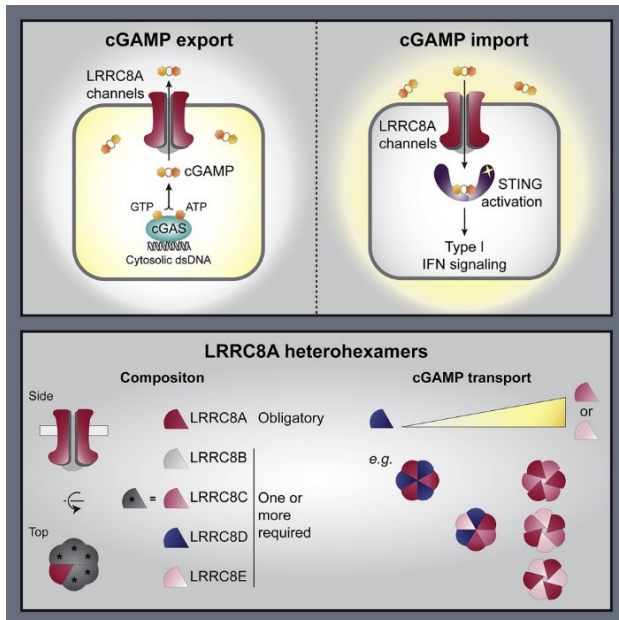 cGAMP export
LRRC8A
channels
cGAMP
GTP
ATP
cGAS
Cytosolic dsDNA
cGAMP import
LRRC8A
channels
STING
activation
Type I
IFN signaling
LRRC8A heterohexamers
Compositon
cGAMP transport
Side
Top
* =
* * * * *
LRRC8A Obligatory
LRRC8B
LRRC8C
LRRC8D
LRRC8E
One or
more
required
or
e.g.